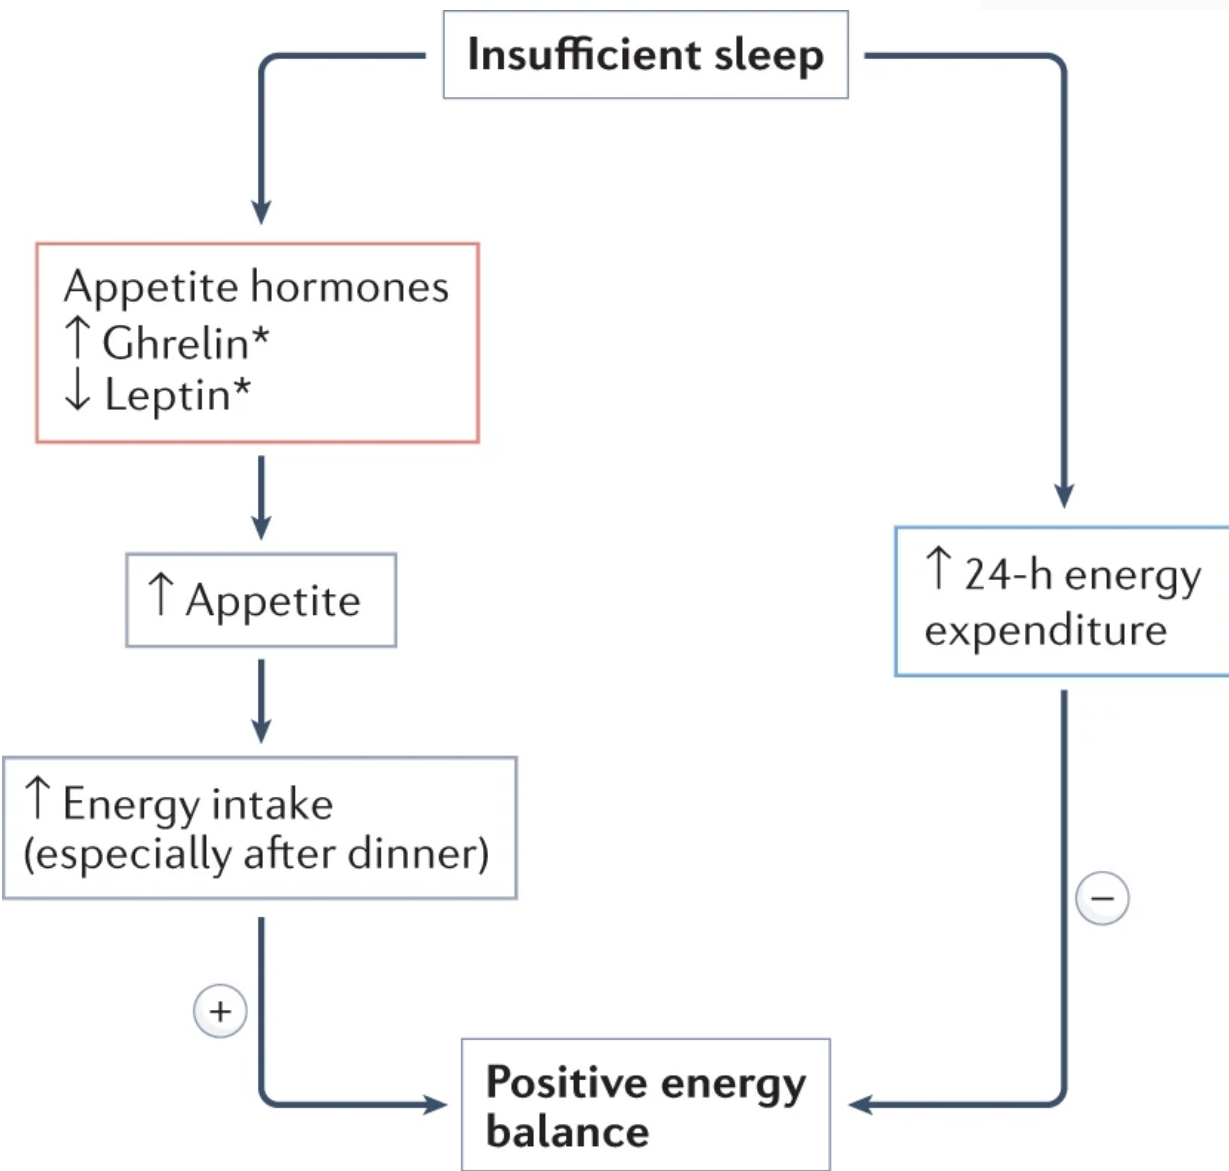 Insufficient sleep
Appetite hormones
↑ Ghrelin*
↓ Leptin*
↑ Appetite
↑ 24-h energy
expenditure
↑ Energy intake
(especially after dinner)
−
+
Positive energy
balance